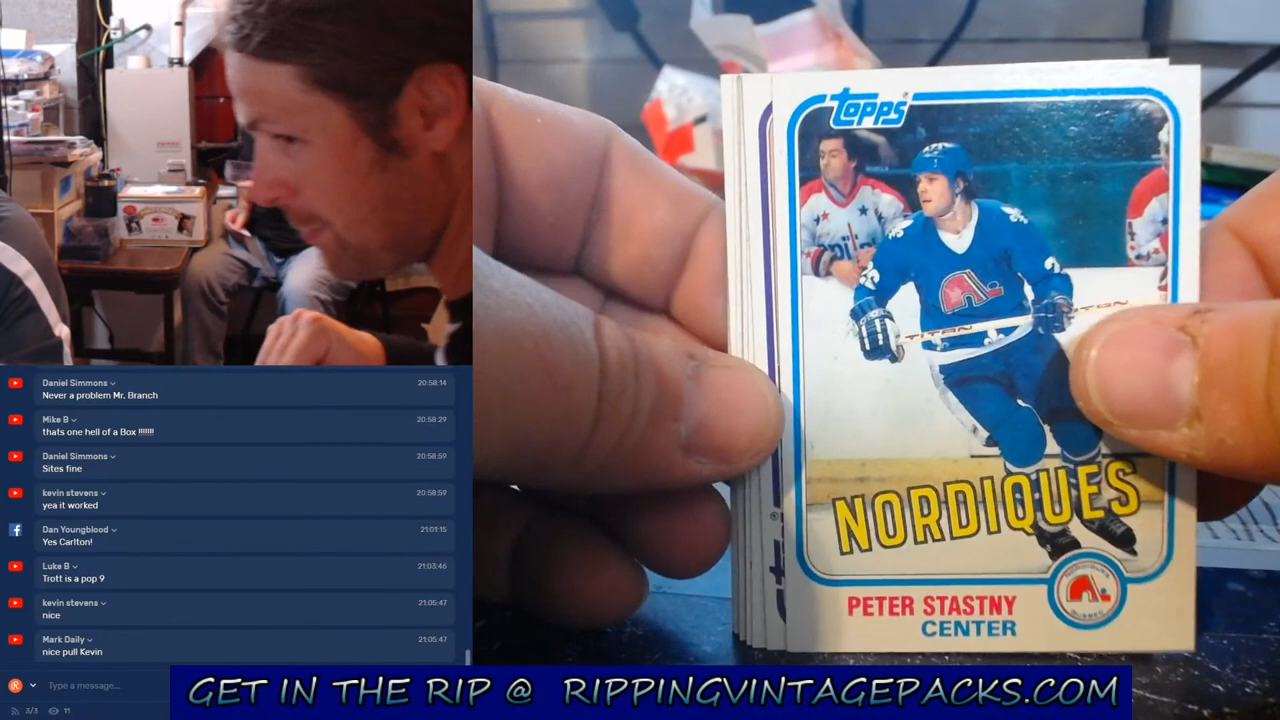 Daniel Simmons
20:58:14
Never a problem Mr. Branch
Mike B
20:58:29
thats one hell of a Box !!!!!!!
Daniel Simmons
20:58:59
Sites fine
kevin stevens
20:58:59
yea it worked
Dan Youngblood
21:01:15
Yes Carlton!
Luke B
21:03:46
Trott is a pop 9
kevin stevens
21:05:47
nice
Mark Daily
21:05:47
nice pull Kevin
Type a message...
3/3
11
topps
TITAN
TITAN
NORDIQUES
PETER STASTNY
CENTER
GET IN THE RIP @ RIPPINGVINTAGEPACKS.COM